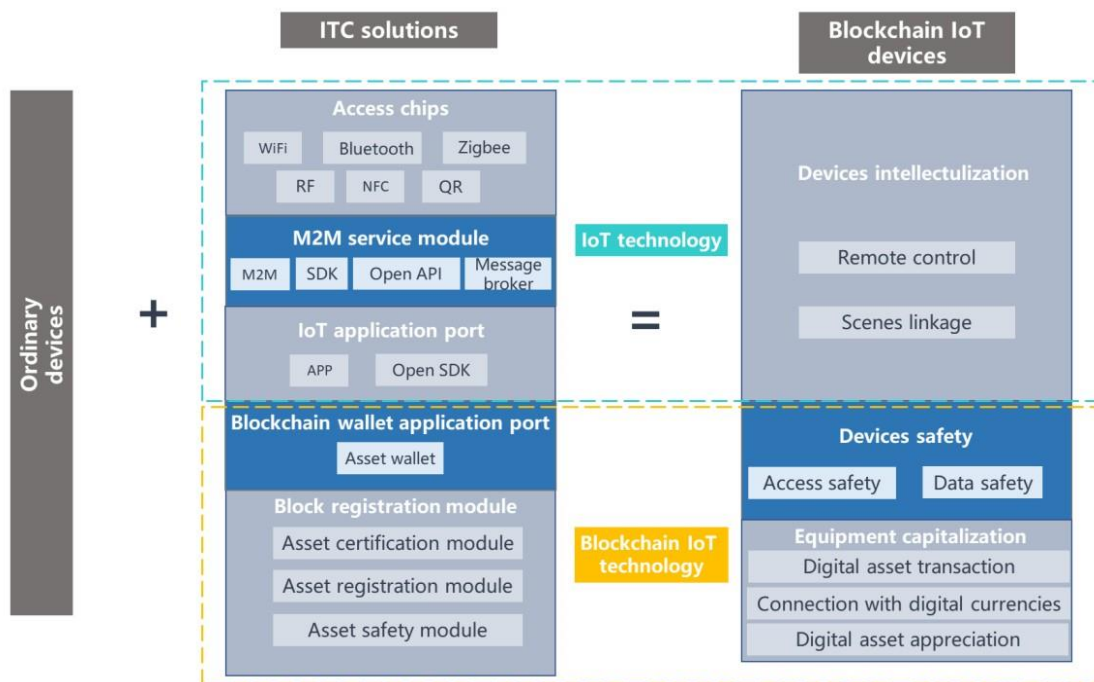 ITC solutions
Blockchain IoT
devices
Ordinary
devices
+
Access chips
WiFi
Bluetooth
Zigbee
RF
NFC
QR
M2M service module
M2M
SDK
Open API
Message
broker
IoT application port
APP
Open SDK
Blockchain wallet application port
Asset wallet
Block registration module
Asset certification module
Asset registration module
Asset safety module
IoT technology
=
Blockchain IoT
technology
Devices intellectulization
Remote control
Scenes linkage
Devices safety
Access safety
Data safety
Equipment capitalization
Digital asset transaction
Connection with digital currencies
Digital asset appreciation